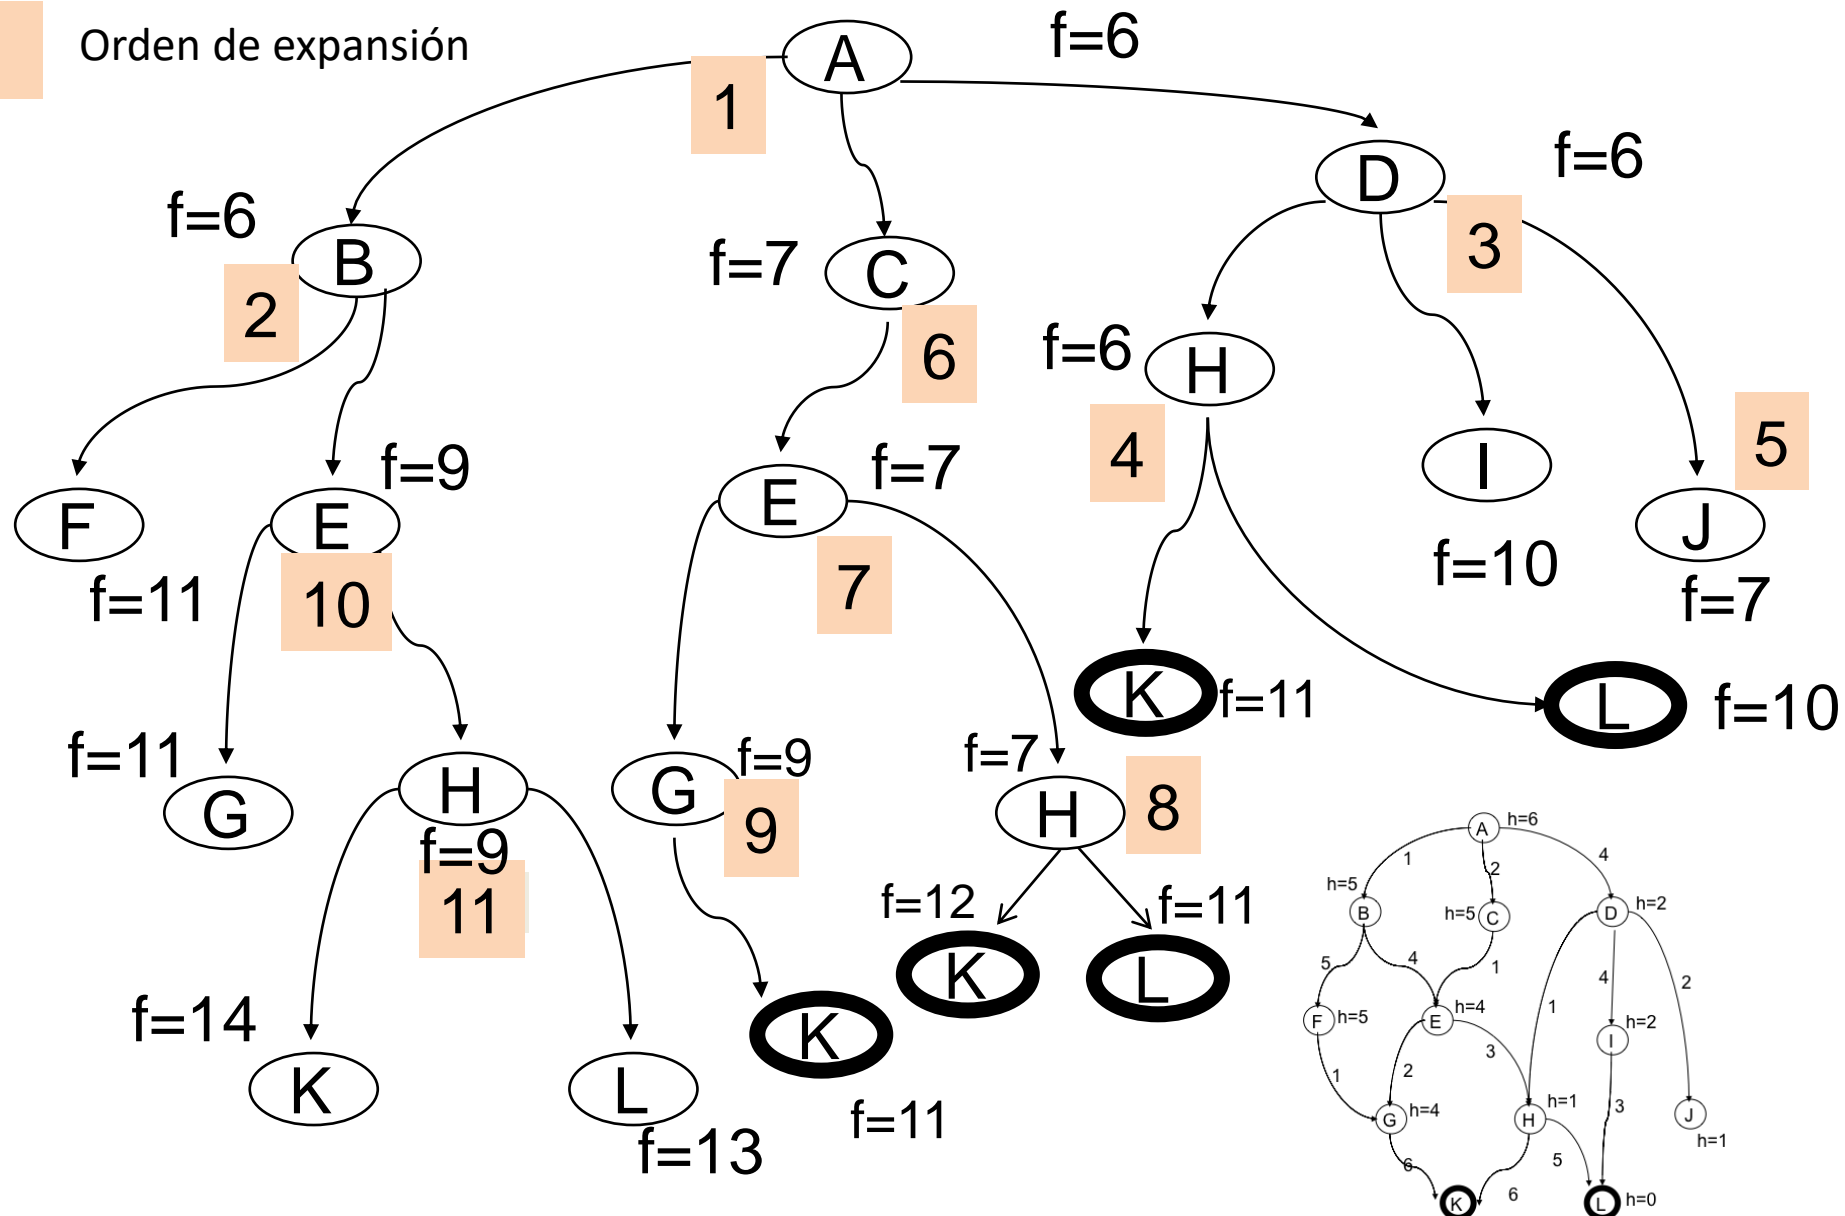 Orden de expansión
A
f=6
1
D
f=6
3
f=6
B
2
f=7
C
6
f=6
H
4
I
f=10
5
J
f=7
F
f=11
f=9
E
10
E
f=7
7
K
f=11
L
f=10
f=11
G
H
f=9
11
G
f=9
9
f=7
H
8
f=12
K
f=11
L
K
f=11
f=14
K
L
f=13
A
h=6
1
2
4
h=5
B
h=5
C
D
h=2
5
4
1
1
4
2
F
h=5
E
h=4
I
h=2
1
2
3
3
G
h=4
H
h=1
J
h=1
6
6
5
K
L
h=0